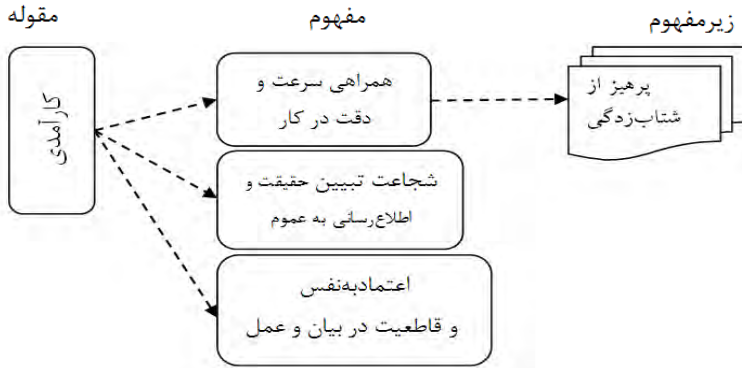 مقوله
مفهوم
زیرمفهوم
کارآمدی
همراهی سرعت و
دقت در کار
پرهیز از
شتاب‌زدگی
شجاعت تبیین حقیقت و
اطلاع‌رسانی به عموم
اعتمادبه‌نفس
و قاطعیت در بیان و عمل